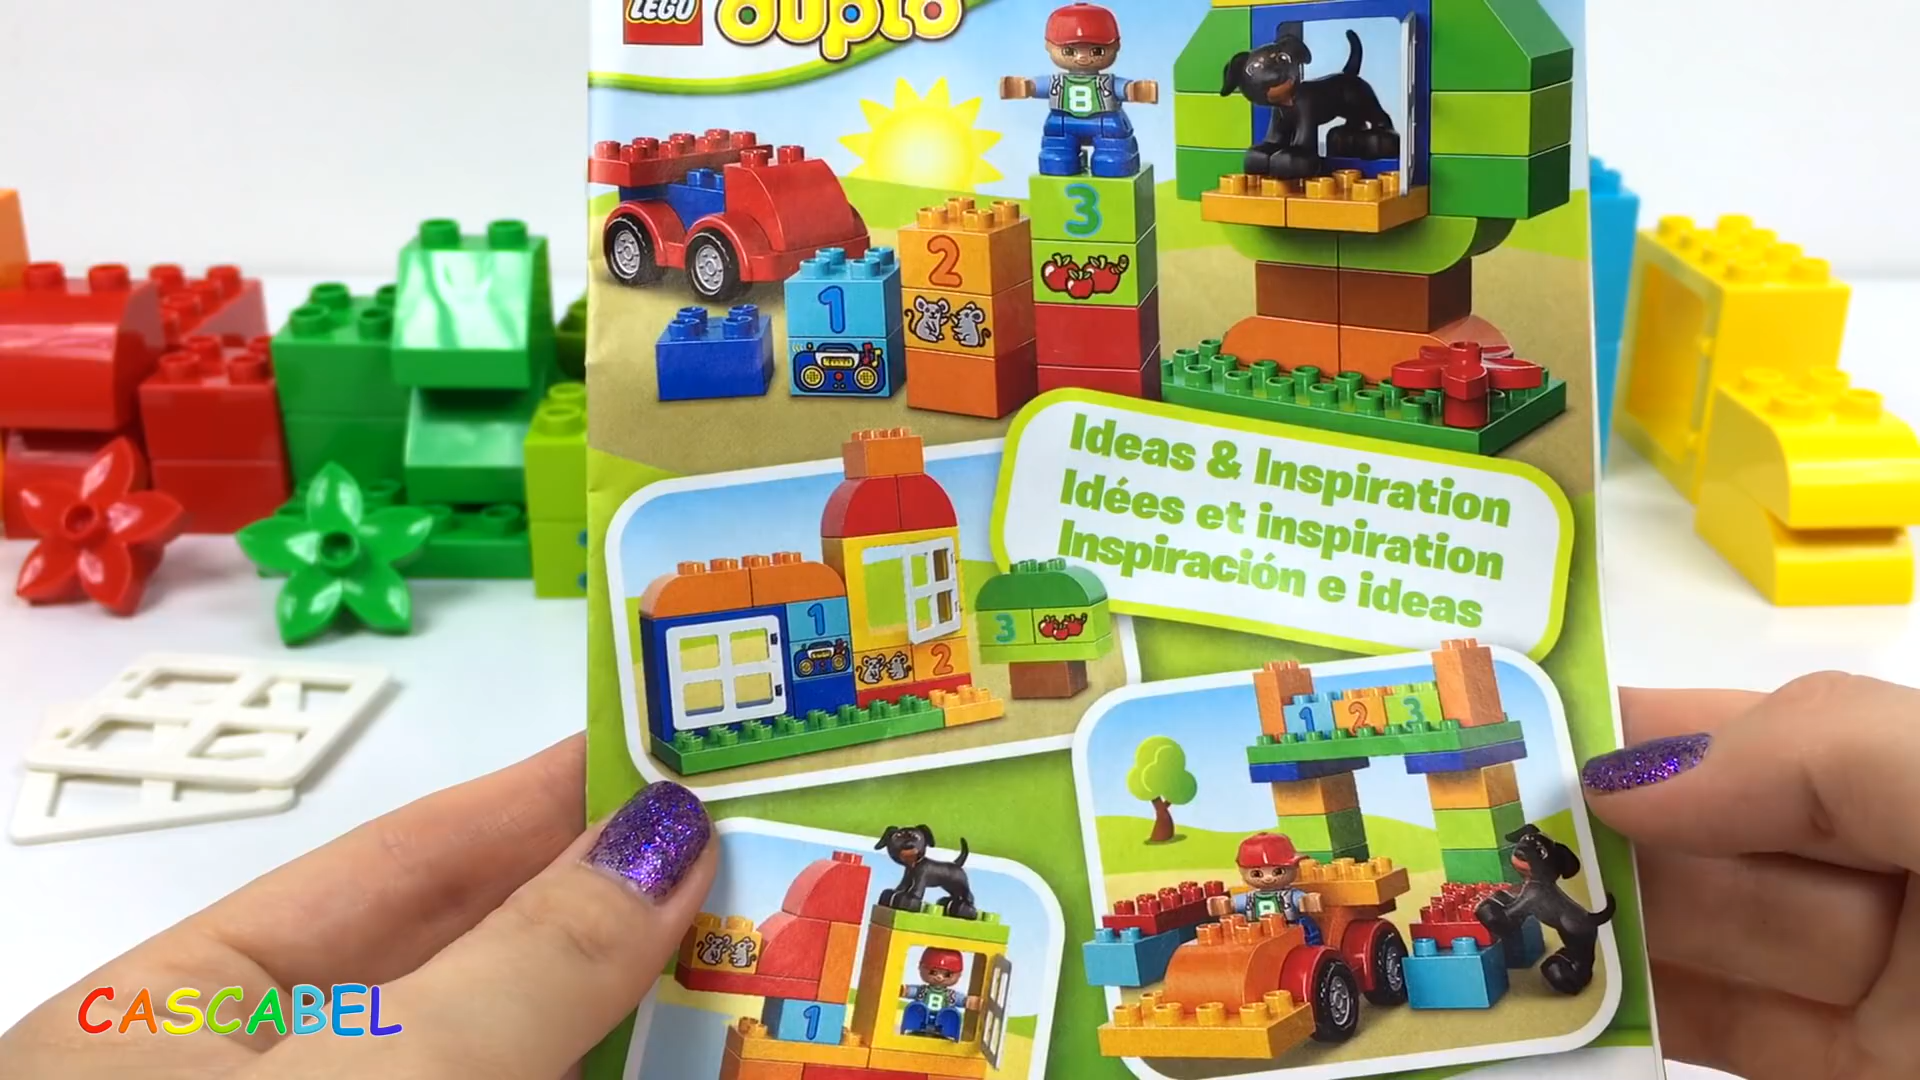 LEGO duplo
8
3
2
1
Ideas & Inspiration
Idées et inspiration
Inspiración e ideas
1
3
2
1 2 3
8
8
1
CASCABEL